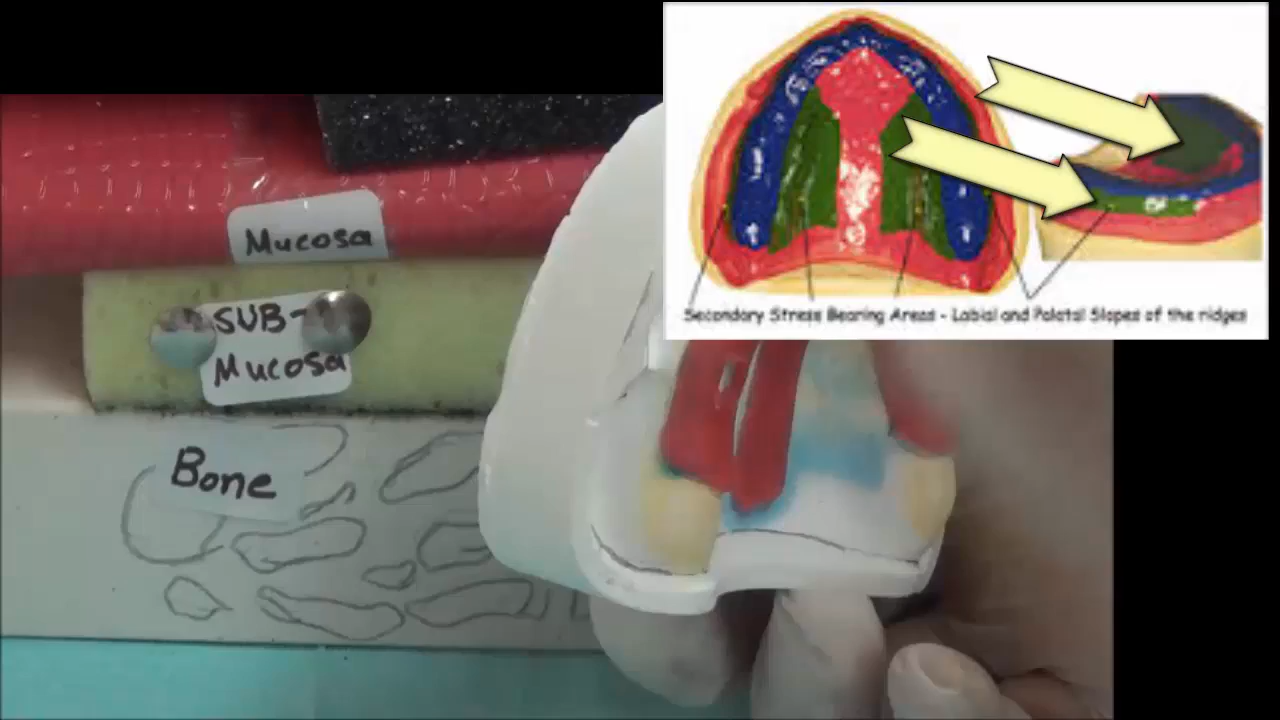 Secondary Stress Bearing Areas - Labial and Palatal Slopes of the ridges
Mucosa
SUB-
Mucosa
Bone